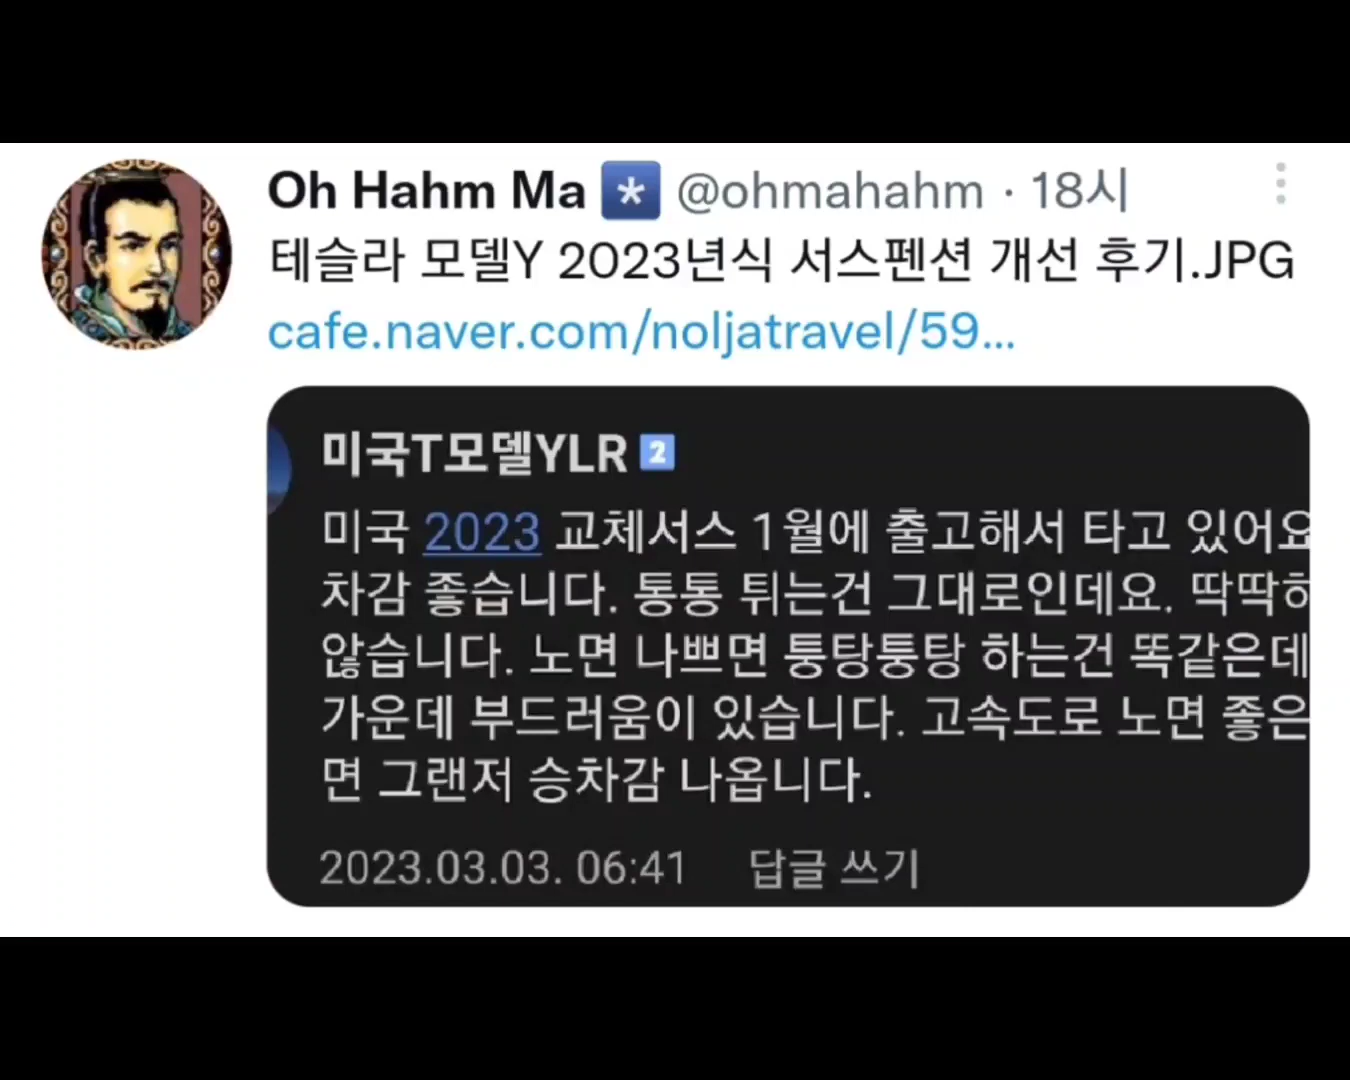 Oh Hahm Ma *️⃣ @ohmahahm · 18시
테슬라 모델Y 2023년식 서스펜션 개선 후기.JPG
cafe.naver.com/noljatravel/59...
미국T모델YLR 2
미국 2023 교체서스 1월에 출고해서 타고 있어요
차감 좋습니다. 통통 튀는건 그대로인데요. 딱딱하
않습니다. 노면 나쁘면 퉁탕퉁탕 하는건 똑같은데
가운데 부드러움이 있습니다. 고속도로 노면 좋은
면 그랜저 승차감 나옵니다.
2023.03.03. 06:41 답글 쓰기